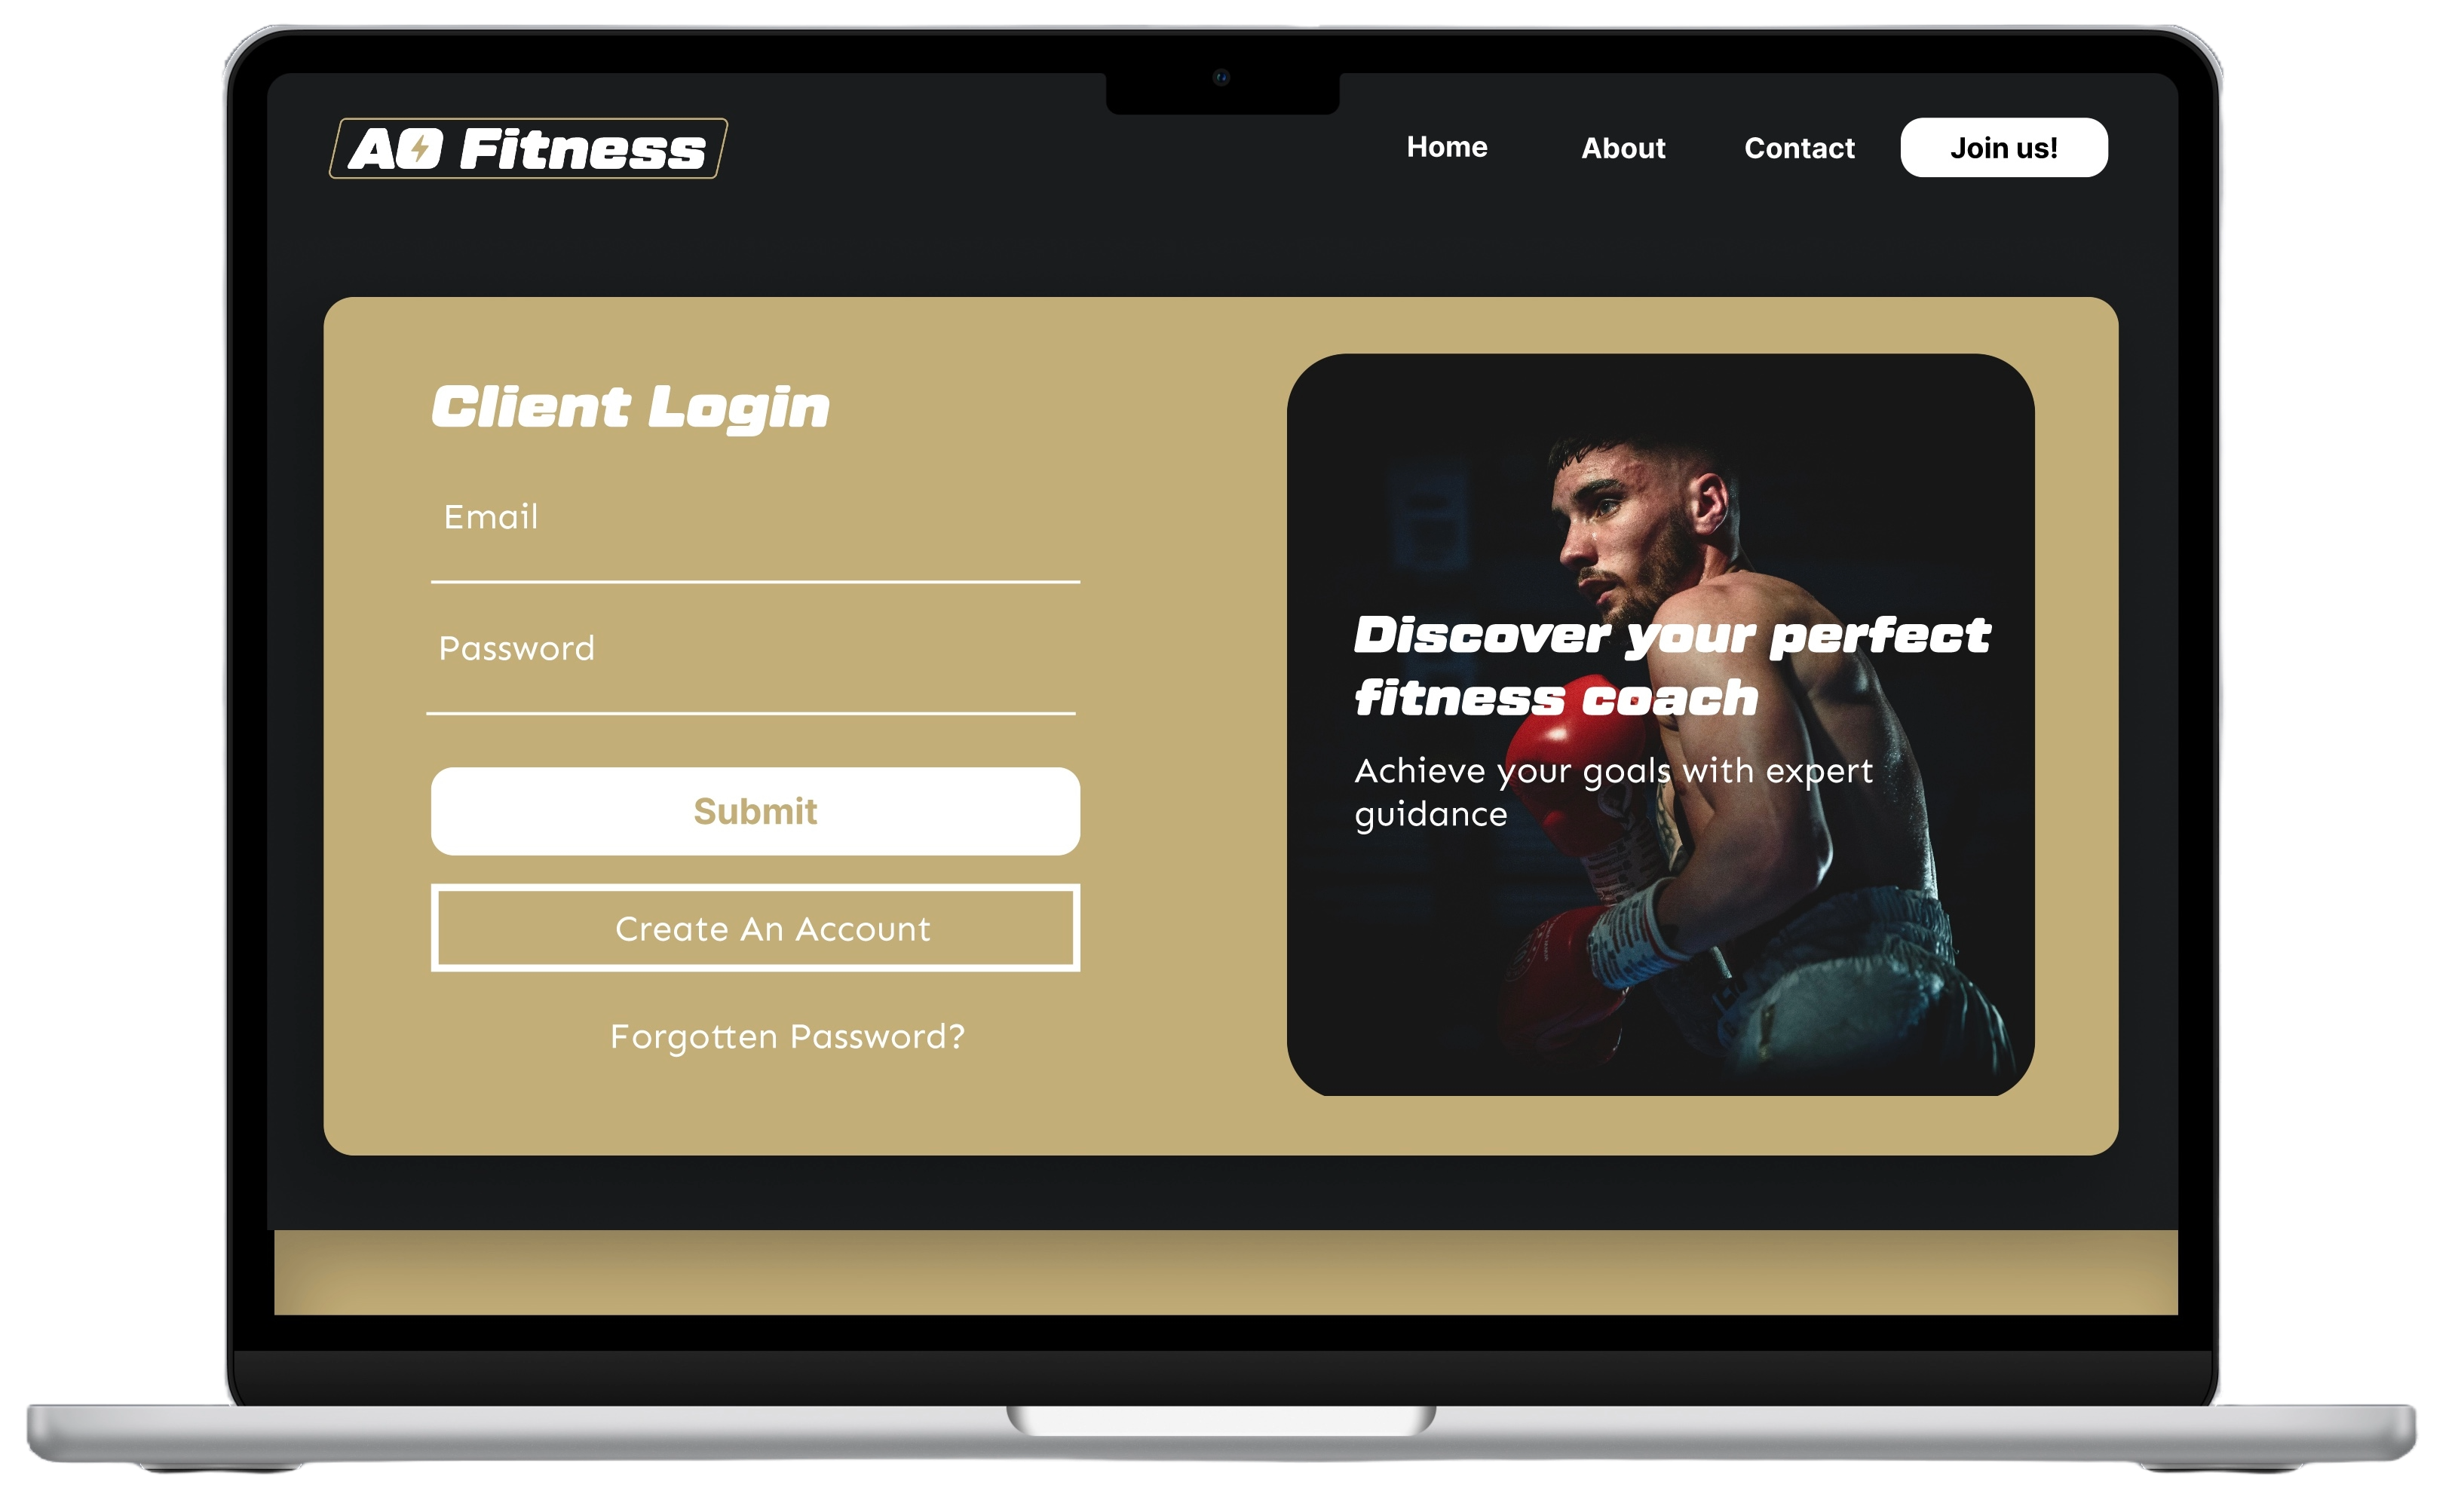 AO Fitness
Home
About
Contact
Join us!
Client Login
Email
Password
Submit
Create An Account
Forgotten Password?
Discover your perfect
fitness coach
Achieve your goals with expert
guidance